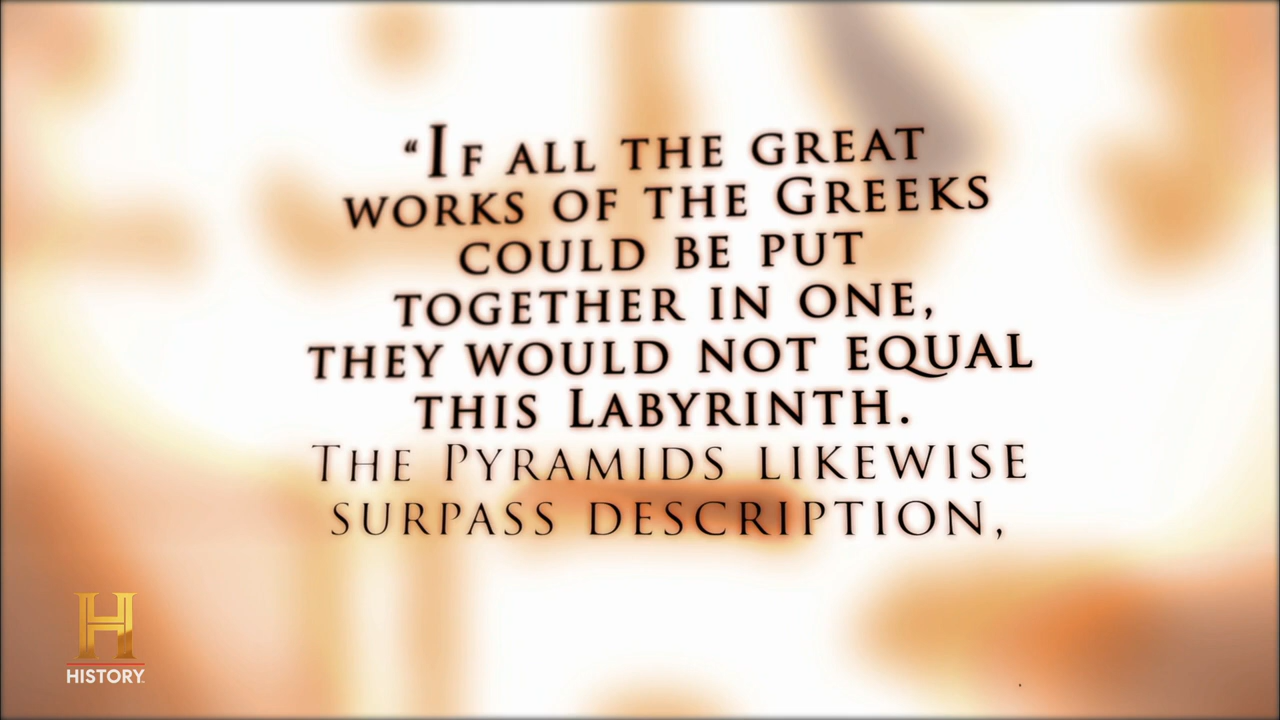 “If all the great
works of the Greeks
could be put
together in one,
they would not equal
this Labyrinth.
The Pyramids likewise
surpass description,
H
HISTORY